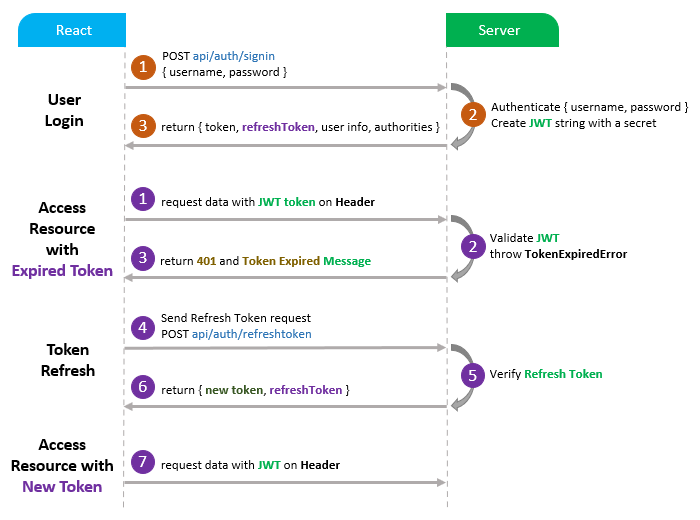 React
Server
User
Login
1
POST api/auth/signin
{ username, password }
2
Authenticate { username, password }
Create JWT string with a secret
3
return { token, refreshToken, user info, authorities }
Access
Resource
with
Expired Token
1
request data with JWT token on Header
2
Validate JWT
throw TokenExpiredError
3
return 401 and Token Expired Message
Token
Refresh
4
Send Refresh Token request
POST api/auth/refreshtoken
5
Verify Refresh Token
6
return { new token, refreshToken }
Access
Resource with
New Token
7
request data with JWT on Header